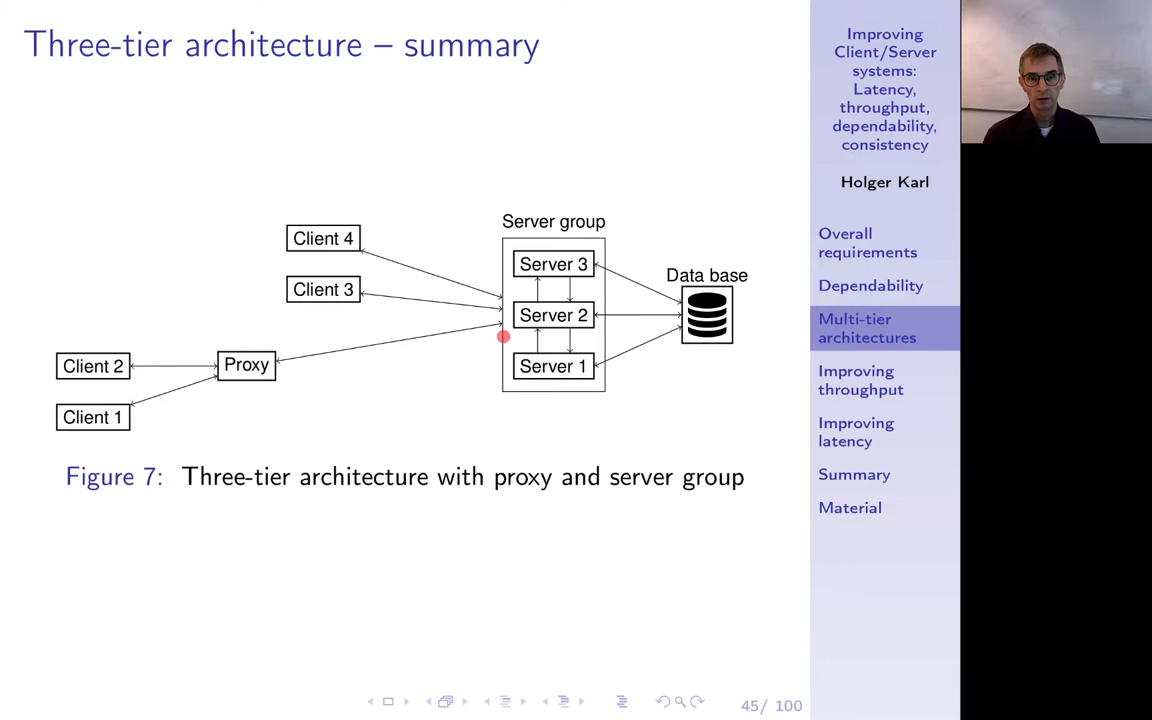 Three-tier architecture – summary
Server group
Client 4
Server 3
Data base
Client 3
Server 2
Client 2
Proxy
Server 1
Client 1
Figure 7: Three-tier architecture with proxy and server group
45/ 100
Improving
Client/Server
systems:
Latency,
throughput,
dependability,
consistency
Holger Karl
Overall
requirements
Dependability
Multi-tier
architectures
Improving
throughput
Improving
latency
Summary
Material